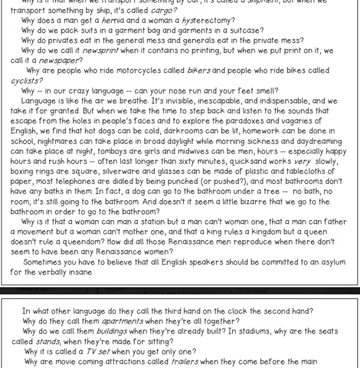 Why is it that when we transport something by car, it's called a shipment, but when we
transport something by ship, it's called cargo?
Why does a man get a hernia and a woman a hysterectomy?
Why do we pack suits in a garment bag and garments in a suitcase?
Why do privates eat in the general mess and generals eat in the private mess?
Why do we call it newsprint when it contains no printing, but when we put print on it, we
call it a newspaper?
Why are people who ride motorcycles called bikers and people who ride bikes called
cyclists?
Why -- in our crazy language -- can your nose run and your feet smell?
Language is like the air we breathe. It's invisible, inescapable, and indispensable, and we
take it for granted. But when we take the time to step back and listen to the sounds that
escape from the holes in people's faces and to explore the paradoxes and vagaries of
English, we find that hot dogs can be cold, darkrooms can be lit, homework can be done in
school, nightmares can take place in broad daylight while morning sickness and daydreaming
can take place at night, tomboys are girls and midwives can be men, hours -- especially happy
hours and rush hours -- often last longer than sixty minutes, quicksand works very slowly,
boxing rings are square, silverware and glasses can be made of plastic and tablecloths of
paper, most telephones are dialed by being punched (or pushed?), and most bathrooms don't
have any baths in them. In fact, a dog can go to the bathroom under a tree -- no bath, no
room; it's still going to the bathroom. And doesn't it seem a little bizarre that we go to the
bathroom in order to go to the bathroom?
Why is it that a woman can man a station but a man can't woman one, that a man can father
a movement but a woman can't mother one, and that a king rules a kingdom but a queen
doesn't rule a queendom? How did all those Renaissance men reproduce when there don't
seem to have been any Renaissance women?
Sometimes you have to believe that all English speakers should be committed to an asylum
for the verbally insane:
In what other language do they call the third hand on the clock the second hand?
Why do they call them apartments when they're all together?
Why do we call them buildings when they're already built? In stadiums, why are the seats
called stands, when they're made for sitting?
Why it is called a TV set when you get only one?
Why are movie coming attractions called trailers when they come before the main